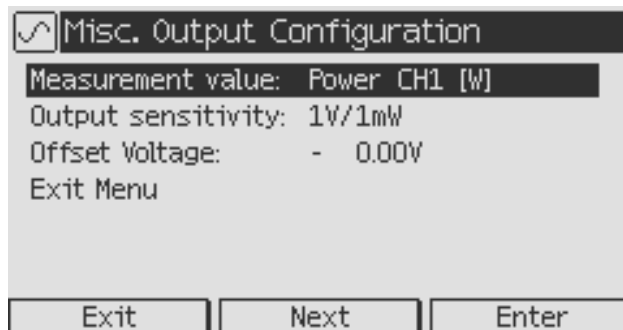 Misc. Output Configuration
Measurement value: Power CH1 [W]
Output sensitivity: 1V/1mW
Offset Voltage: - 0.00V
Exit Menu
Exit Next Enter